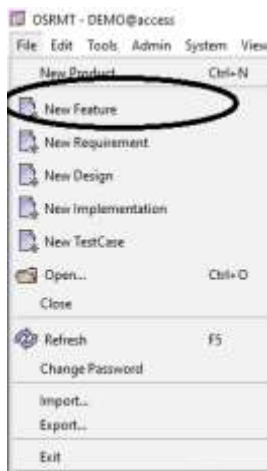 OSRMT - DEMO@access
File Edit Tools Admin System View
New Product Ctrl+N
New Feature
New Requirement
New Design
New Implementation
New TestCase
Open... Ctrl+O
Close
Refresh F5
Change Password
Import...
Export...
Exit